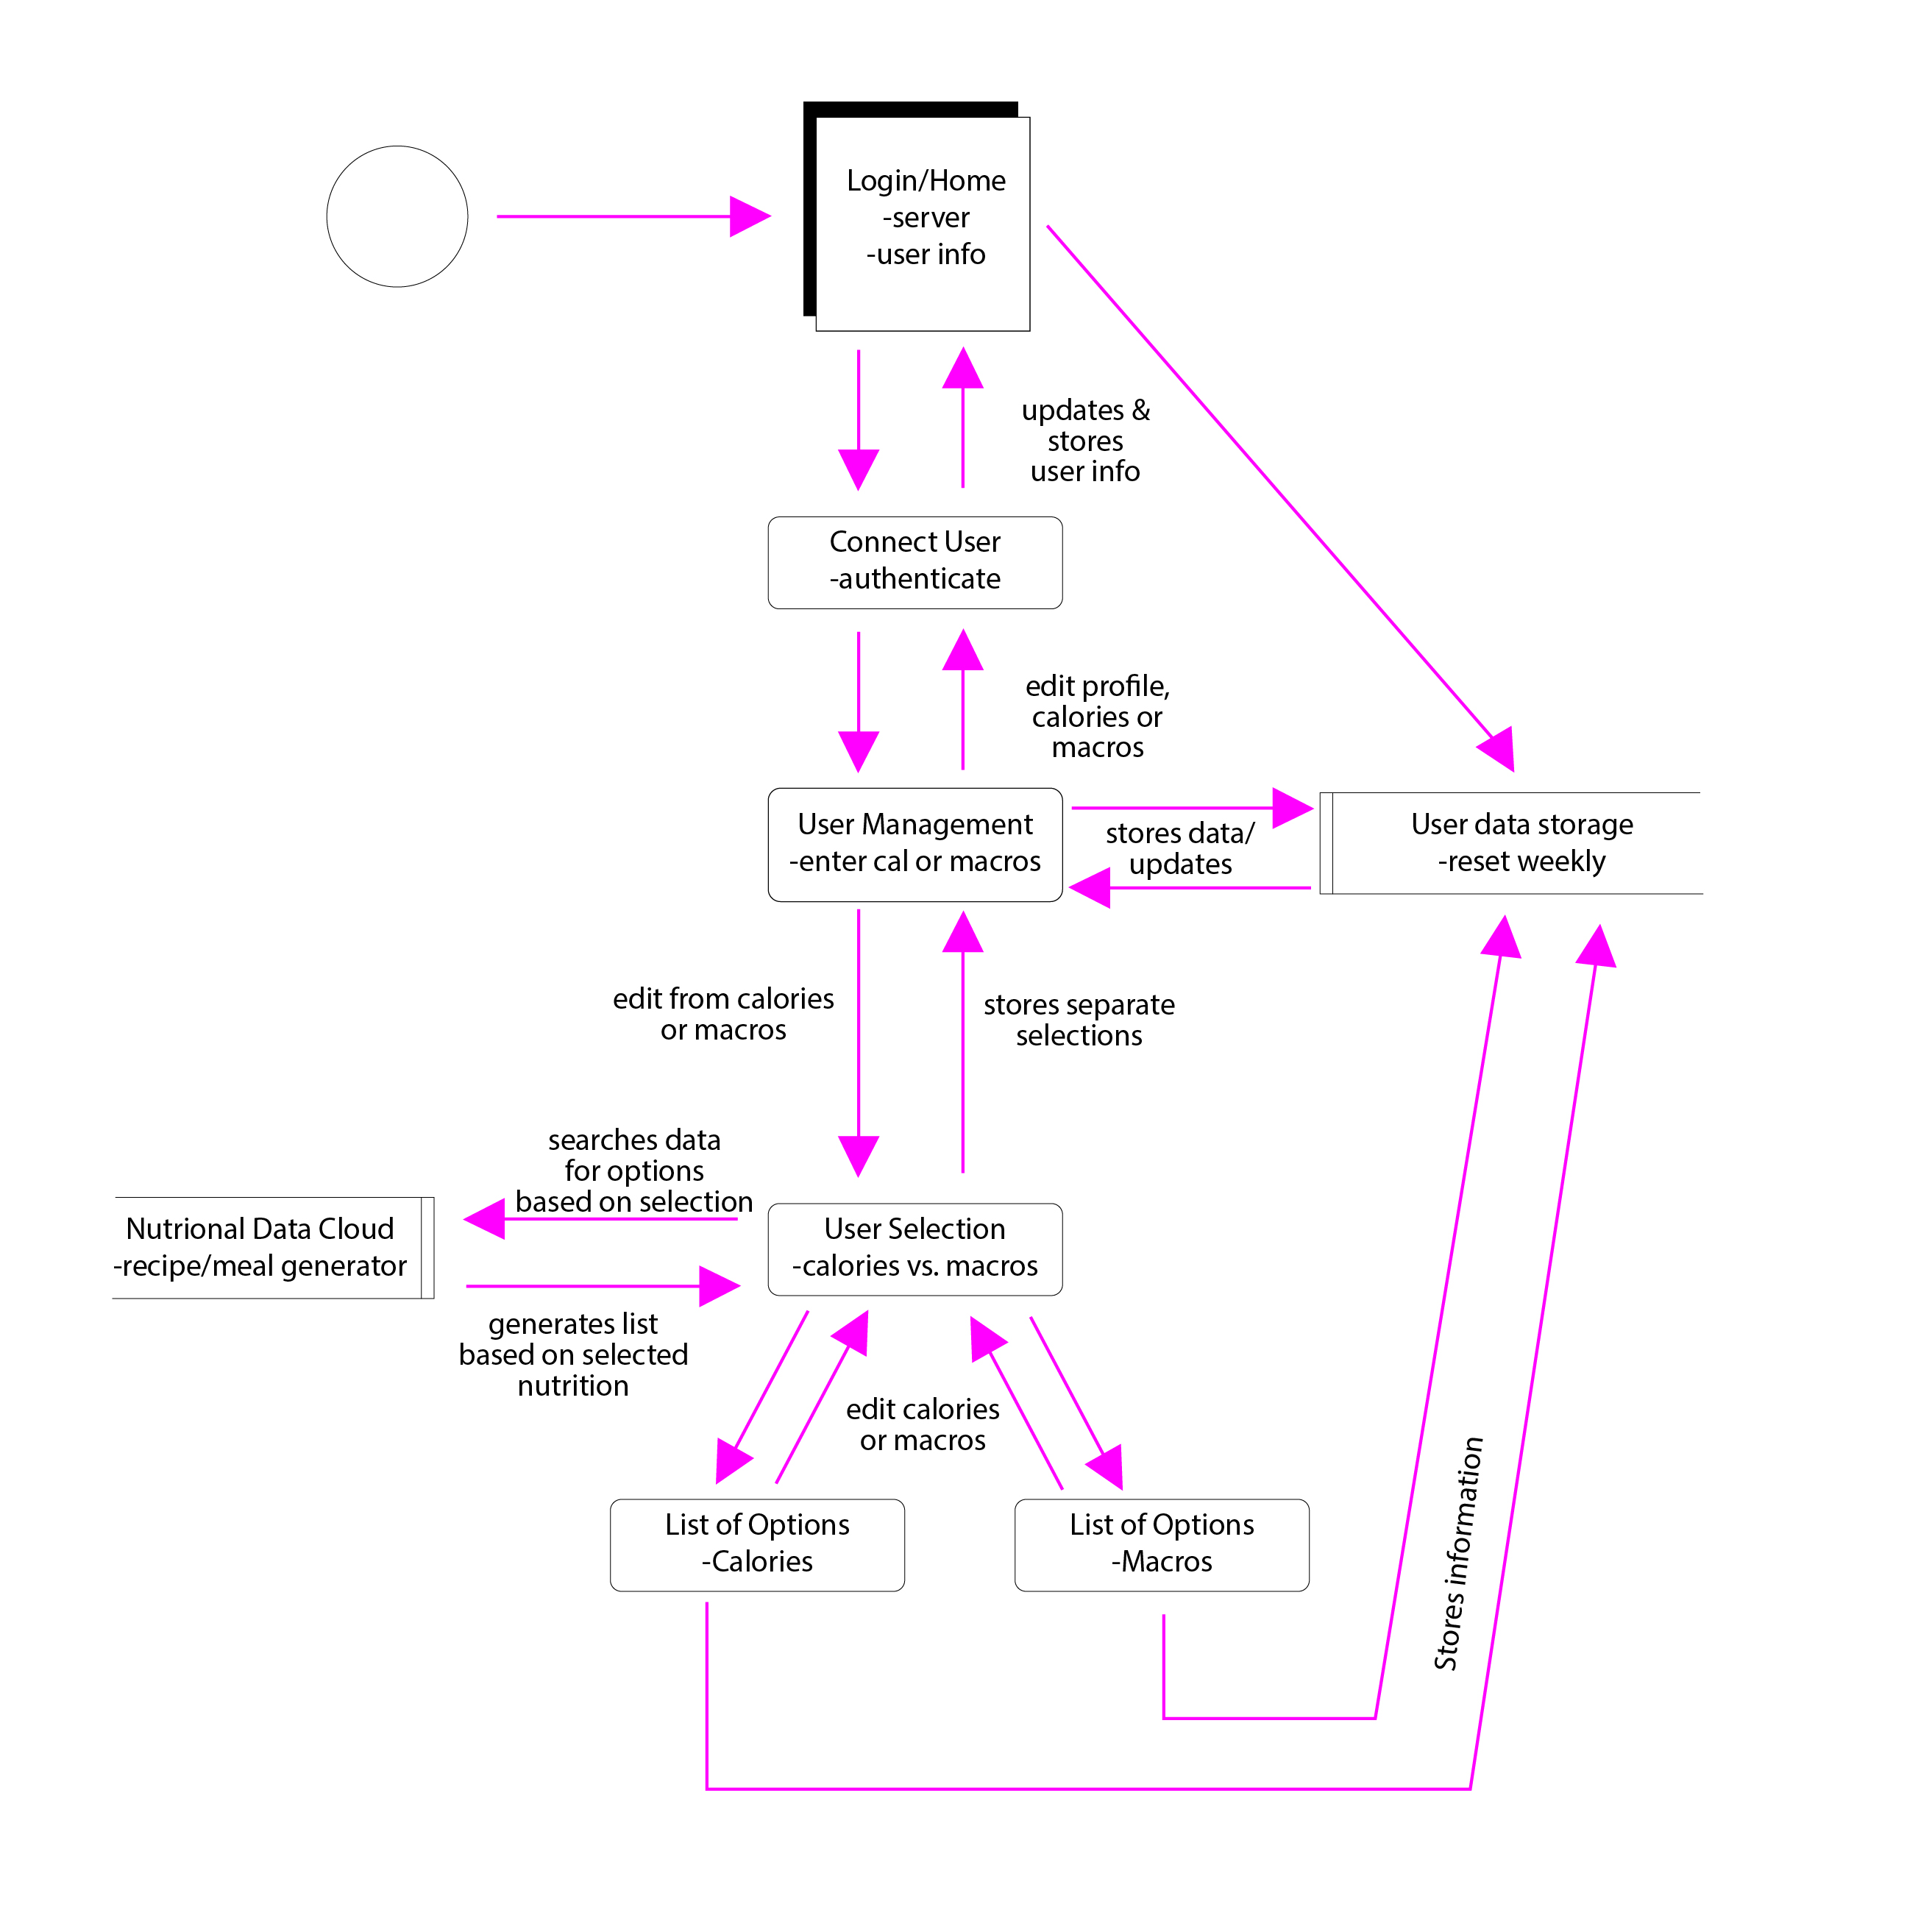 Login/Home
-server
-user info
updates &
stores
user info
Connect User
-authenticate
edit profile,
calories or
macros
User Management
-enter cal or macros
stores data/
updates
User data storage
-reset weekly
edit from calories
or macros
stores separate
selections
searches data
for options
based on selection
Nutrional Data Cloud
-recipe/meal generator
User Selection
-calories vs. macros
generates list
based on selected
nutrition
edit calories
or macros
List of Options
-Calories
List of Options
-Macros
Stores information